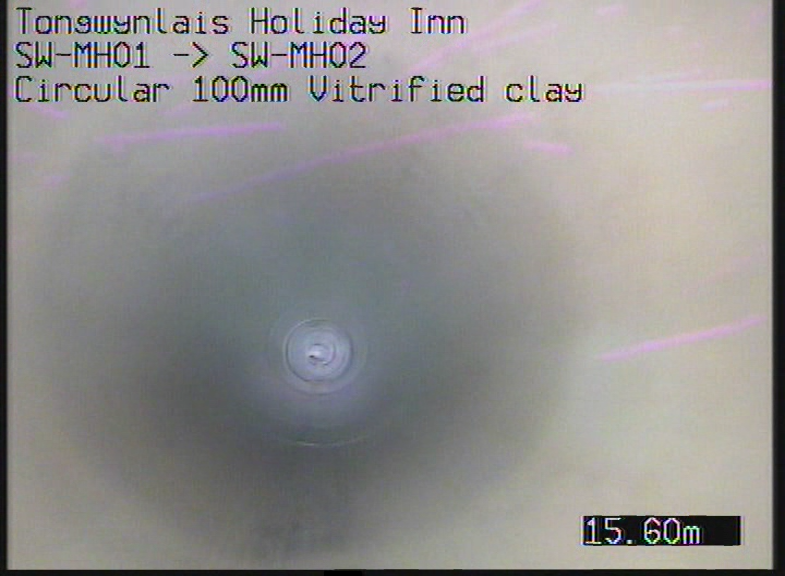 Tongwynlais Holiday Inn
SW-MH01 -> SW-MH02
Circular 100mm Vitrified clay
15.60m